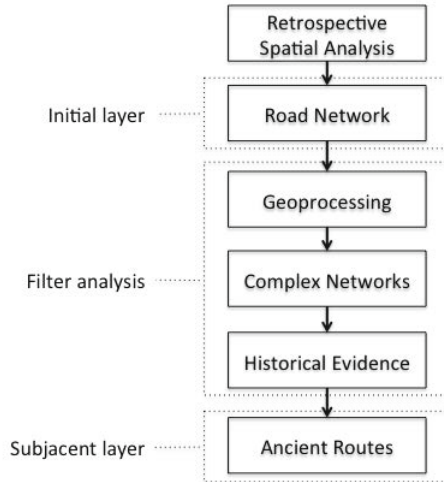 Retrospective
Spatial Analysis
Initial layer
Road Network
Geoprocessing
Filter analysis
Complex Networks
Historical Evidence
Subjacent layer
Ancient Routes